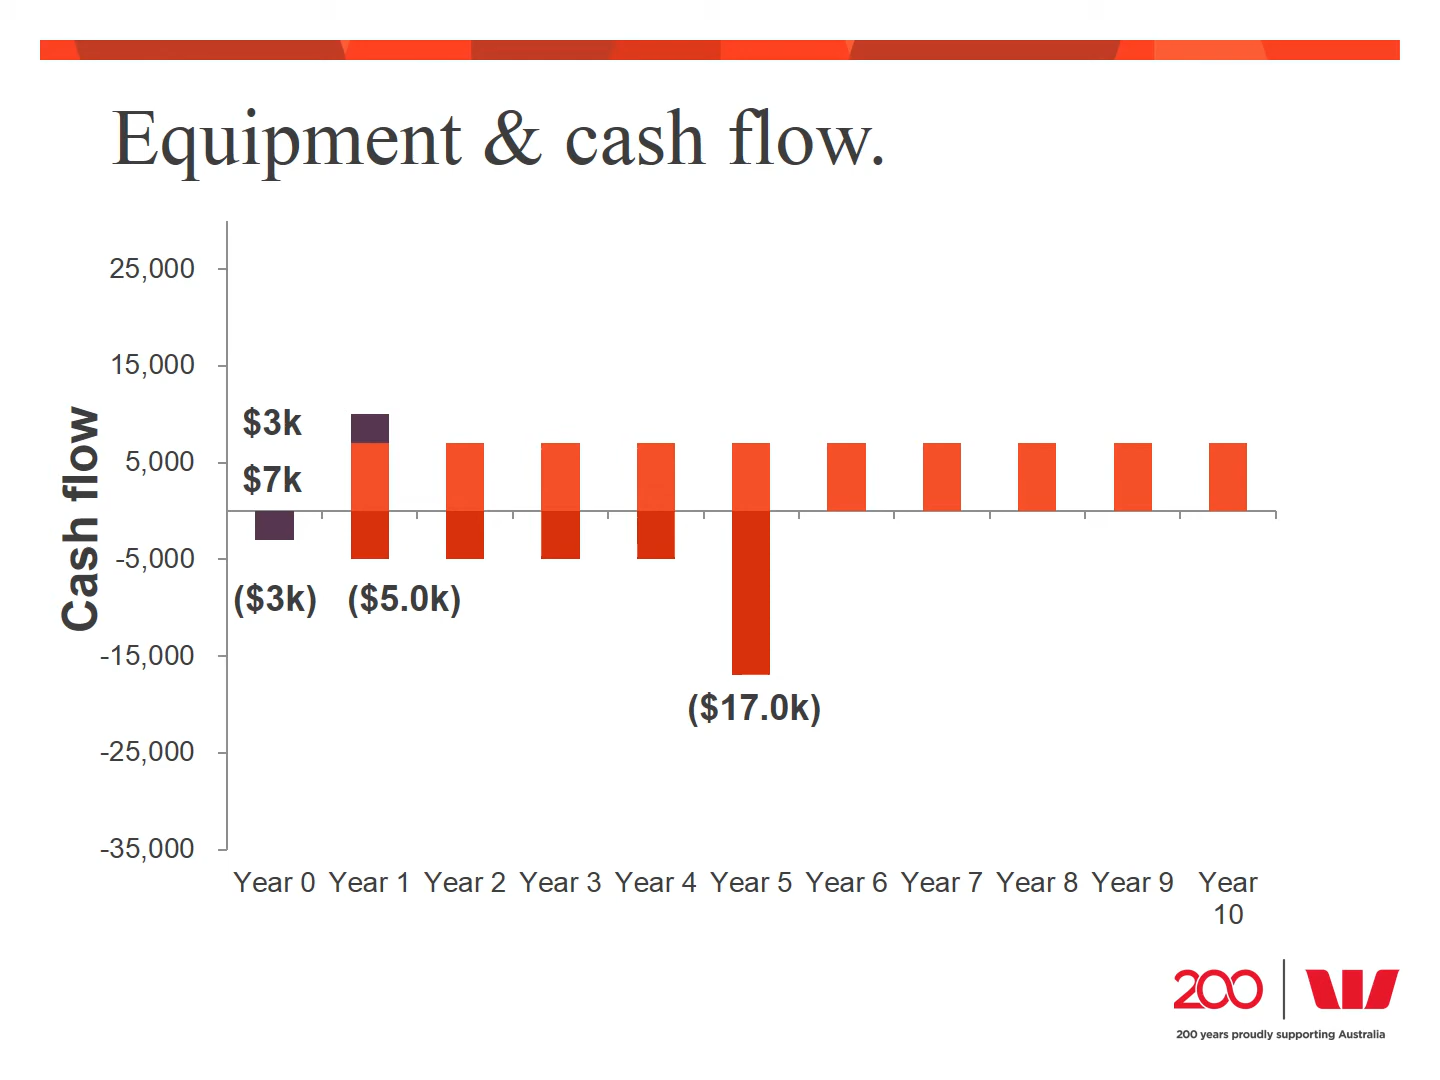 Equipment & cash flow.
Cash flow
25,000
15,000
5,000
-5,000
-15,000
-25,000
-35,000
$3k
$7k
($3k)
($5.0k)
($17.0k)
Year 0 Year 1 Year 2 Year 3 Year 4 Year 5 Year 6 Year 7 Year 8 Year 9 Year
10
200
200 years proudly supporting Australia